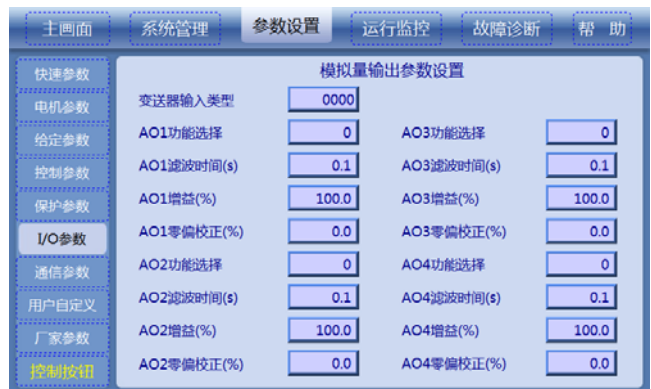 主画面 系统管理 参数设置 运行监控 故障诊断 帮 助
快速参数
电机参数
给定参数
控制参数
保护参数
I/O参数
通信参数
用户自定义
厂家参数
控制按钮
模拟量输出参数设置
变送器输入类型 0000
AO1功能选择 0 AO3功能选择 0
AO1滤波时间(s) 0.1 AO3滤波时间(s) 0.1
AO1增益(%) 100.0 AO3增益(%) 100.0
AO1零偏校正(%) 0.0 AO3零偏校正(%) 0.0
AO2功能选择 0 AO4功能选择 0
AO2滤波时间(s) 0.1 AO4滤波时间(s) 0.1
AO2增益(%) 100.0 AO4增益(%) 100.0
AO2零偏校正(%) 0.0 AO4零偏校正(%) 0.0